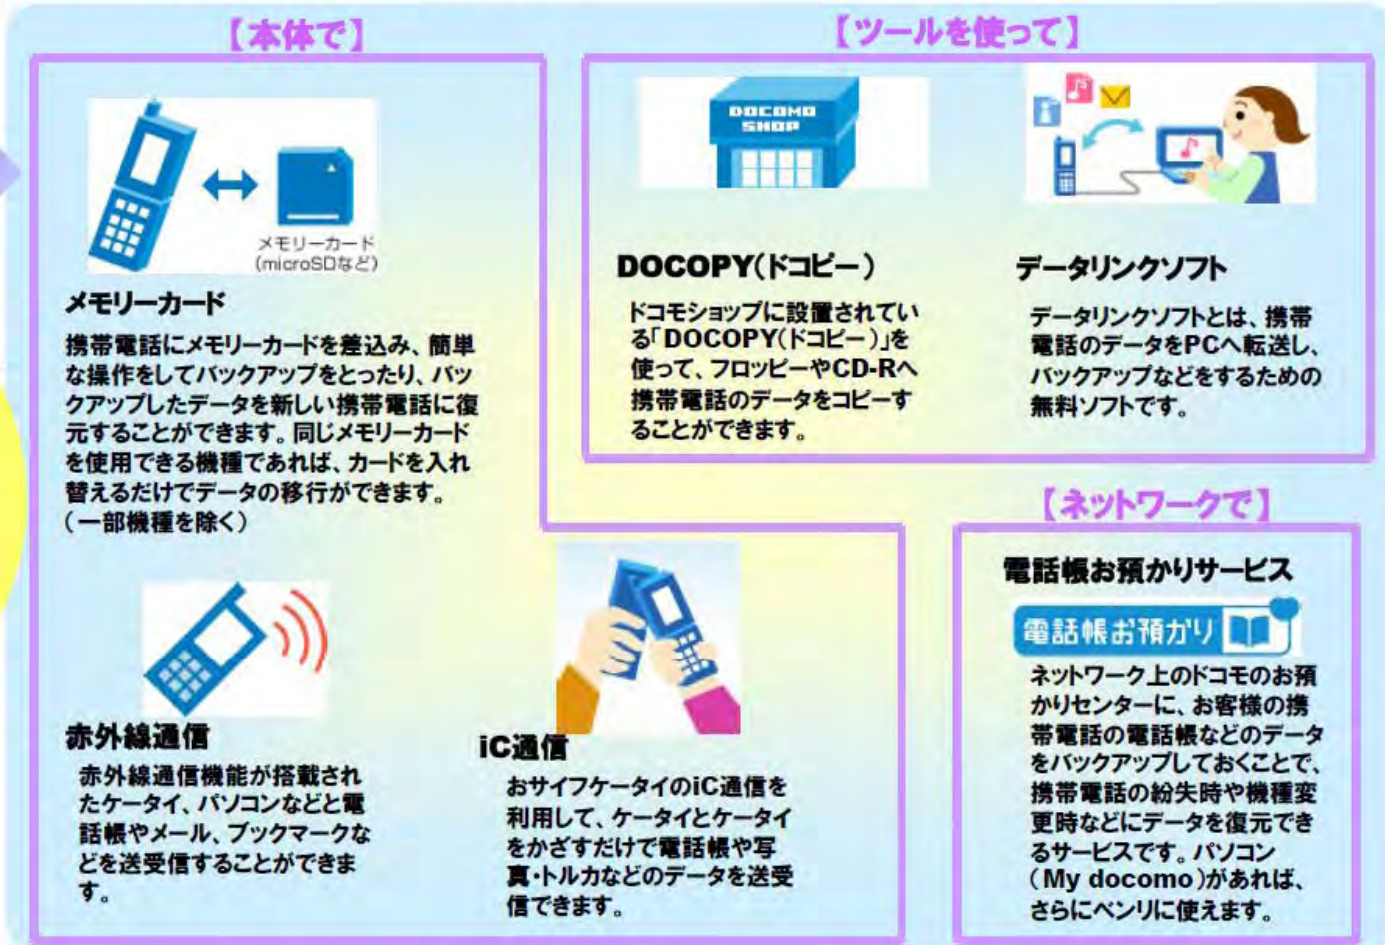 【本体で】
メモリーカード
(microSDなど)
メモリーカード
携帯電話にメモリーカードを差込み、簡単
な操作をしてバックアップをとったり、バッ
クアップしたデータを新しい携帯電話に復
元することができます。同じメモリーカード
を使用できる機種であれば、カードを入れ
替えるだけでデータの移行ができます。
（一部機種を除く）
赤外線通信
赤外線通信機能が搭載され
たケータイ、パソコンなどと電
話帳やメール、ブックマークな
どを送受信することができま
す。
iC通信
おサイフケータイのiC通信を
利用して、ケータイとケータイ
をかざすだけで電話帳や写
真・トルカなどのデータを送受
信できます。
【ツールを使って】
DOCOMO
SHOP
DOCOPY(ドコピー)
ドコモショップに設置されてい
る「DOCOPY(ドコピー)」を
使って、フロッピーやCD-Rへ
携帯電話のデータをコピーす
ることができます。
データリンクソフト
データリンクソフトとは、携帯
電話のデータをPCへ転送し、
バックアップなどをするための
無料ソフトです。
【ネットワークで】
電話帳お預かりサービス
電話帳お預かり
ネットワーク上のドコモのお預
かりセンターに、お客様の携
帯電話の電話帳などのデータ
をバックアップしておくことで、
携帯電話の紛失時や機種変
更時などにデータを復元でき
るサービスです。パソコン
（My docomo）があれば、
さらにベンリに使えます。